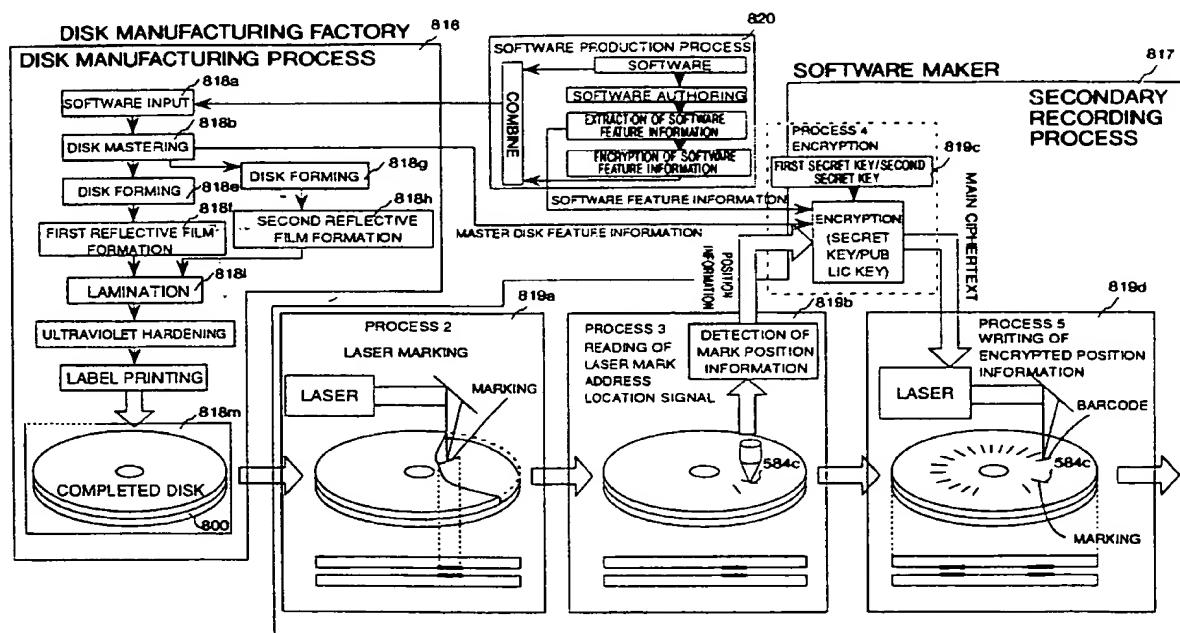 DISK MANUFACTURING FACTORY
818
DISK MANUFACTURING PROCESS
818a
SOFTWARE INPUT
818b
DISK MASTERING
818g
DISK FORMING
818e
DISK FORMING
818f
818h
FIRST REFLECTIVE FILM
FORMATION
SECOND REFLECTIVE
FILM FORMATION
818i
LAMINATION
ULTRAVIOLET HARDENING
LABEL PRINTING
818m
COMPLETED DISK
800
820
SOFTWARE PRODUCTION PROCESS
SOFTWARE
SOFTWARE AUTHORING
EXTRACTION OF SOFTWARE
FEATURE INFORMATION
ENCRYPTION OF SOFTWARE
FEATURE INFORMATION
COMBINE
SOFTWARE FEATURE INFORMATION
MASTER DISK FEATURE INFORMATION
817
SOFTWARE MAKER
SECONDARY
RECORDING
PROCESS
PROCESS 4
ENCRYPTION
819c
FIRST SECRET KEY/SECOND
SECRET KEY
ENCRYPTION
(SECRET
KEY/PUB
LIC KEY)
MAIN CIPHERTEXT
POSITION
INFORMATION
819a
PROCESS 2
LASER MARKING
LASER
MARKING
819b
PROCESS 3
READING OF
LASER MARK
ADDRESS
LOCATION SIGNAL
DETECTION OF
MARK POSITION
INFORMATION
584c
819d
PROCESS 5
WRITING OF
ENCRYPTED POSITION
INFORMATION
LASER
BARCODE
584c
MARKING